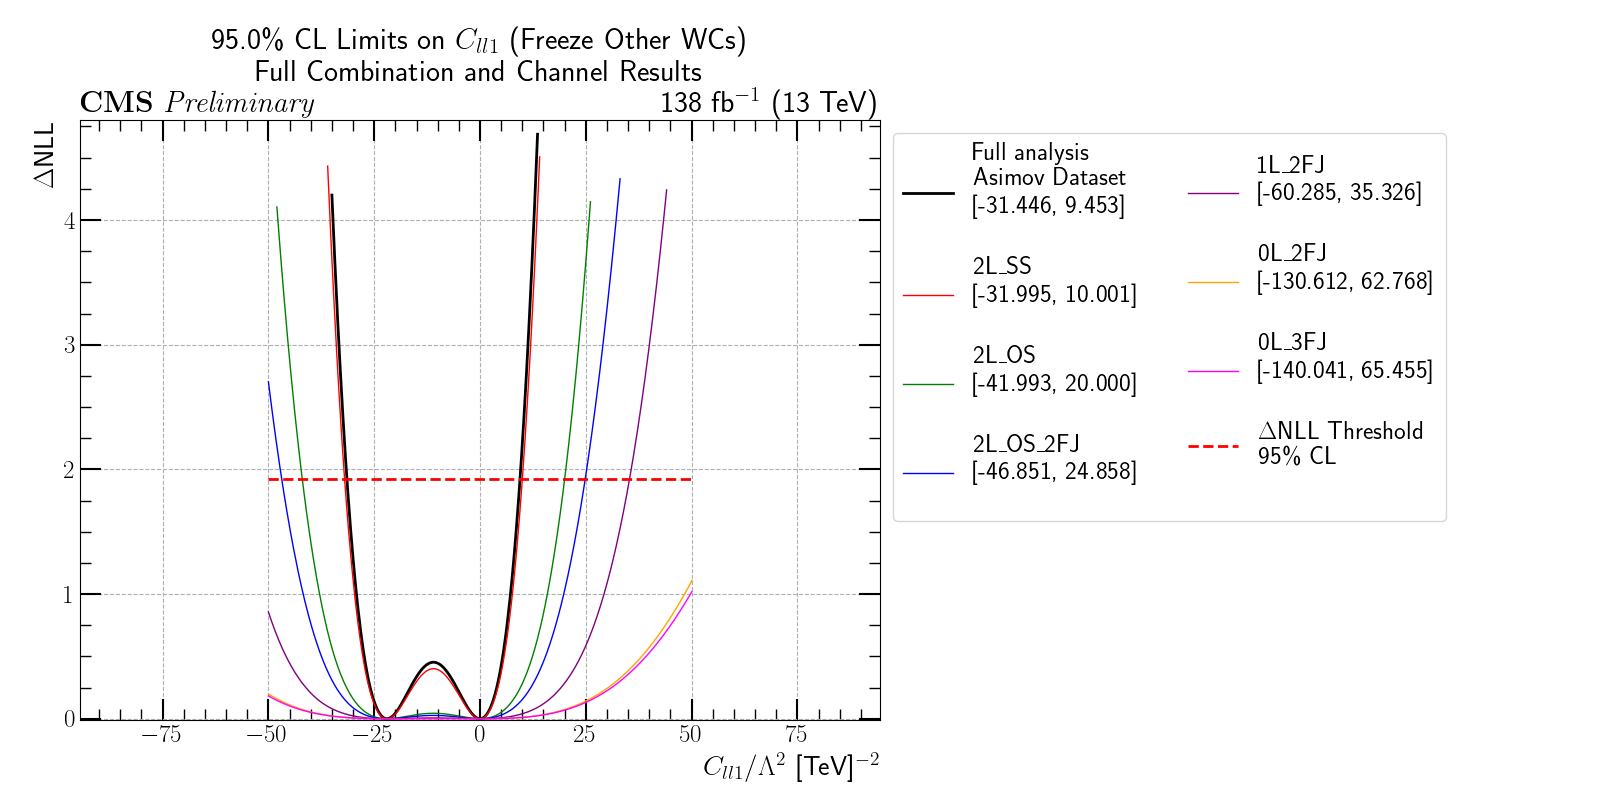 95.0% CL Limits on C_{ll1} (Freeze Other WCs)
Full Combination and Channel Results
CMS Preliminary
138 fb^{-1} (13 TeV)
ΔNLL
4
3
2
1
0
−75
−50
−25
0
25
50
75
C_{ll1}/Λ^2 [TeV]^{-2}
Full analysis
Asimov Dataset
[-31.446, 9.453]
2L_SS
[-31.995, 10.001]
2L_OS
[-41.993, 20.000]
2L_OS_2FJ
[-46.851, 24.858]
1L_2FJ
[-60.285, 35.326]
0L_2FJ
[-130.612, 62.768]
0L_3FJ
[-140.041, 65.455]
ΔNLL Threshold
95% CL